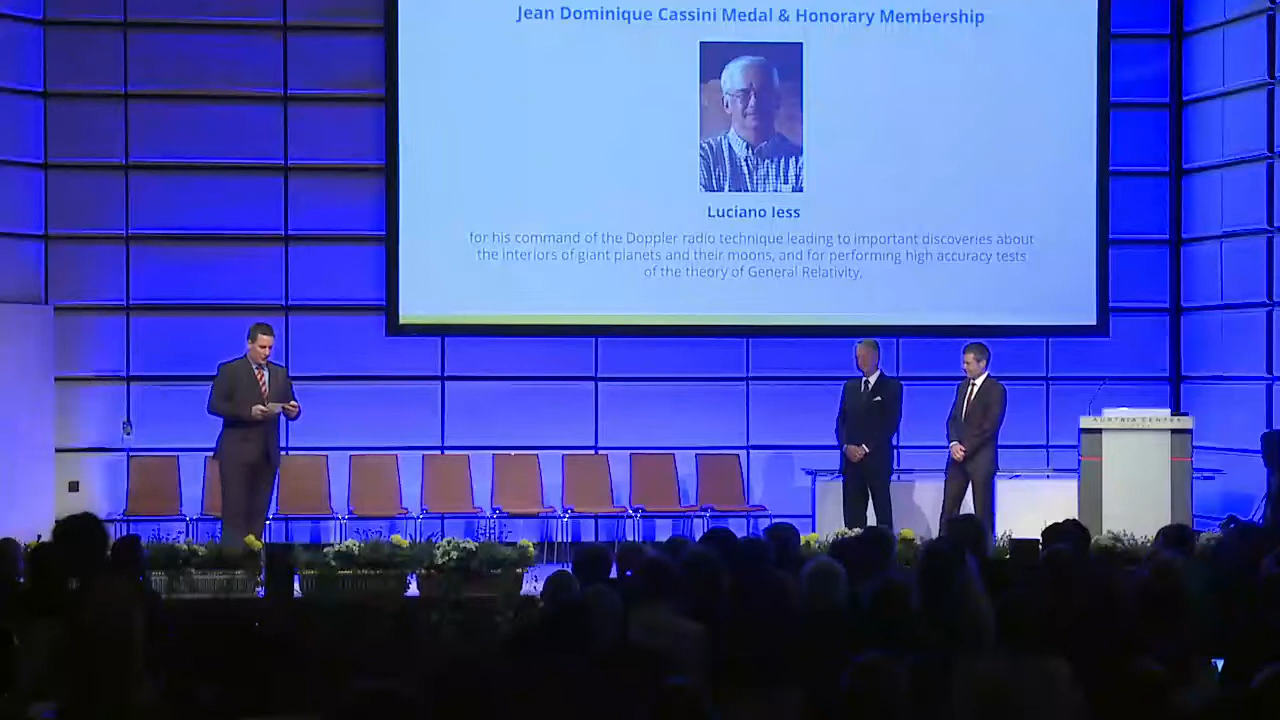 Jean Dominique Cassini Medal & Honorary Membership
Luciano Iess
for his command of the Doppler radio technique leading to important discoveries about
the interiors of giant planets and their moons, and for performing high accuracy tests
of the theory of General Relativity.
AUSTRIA CENTER